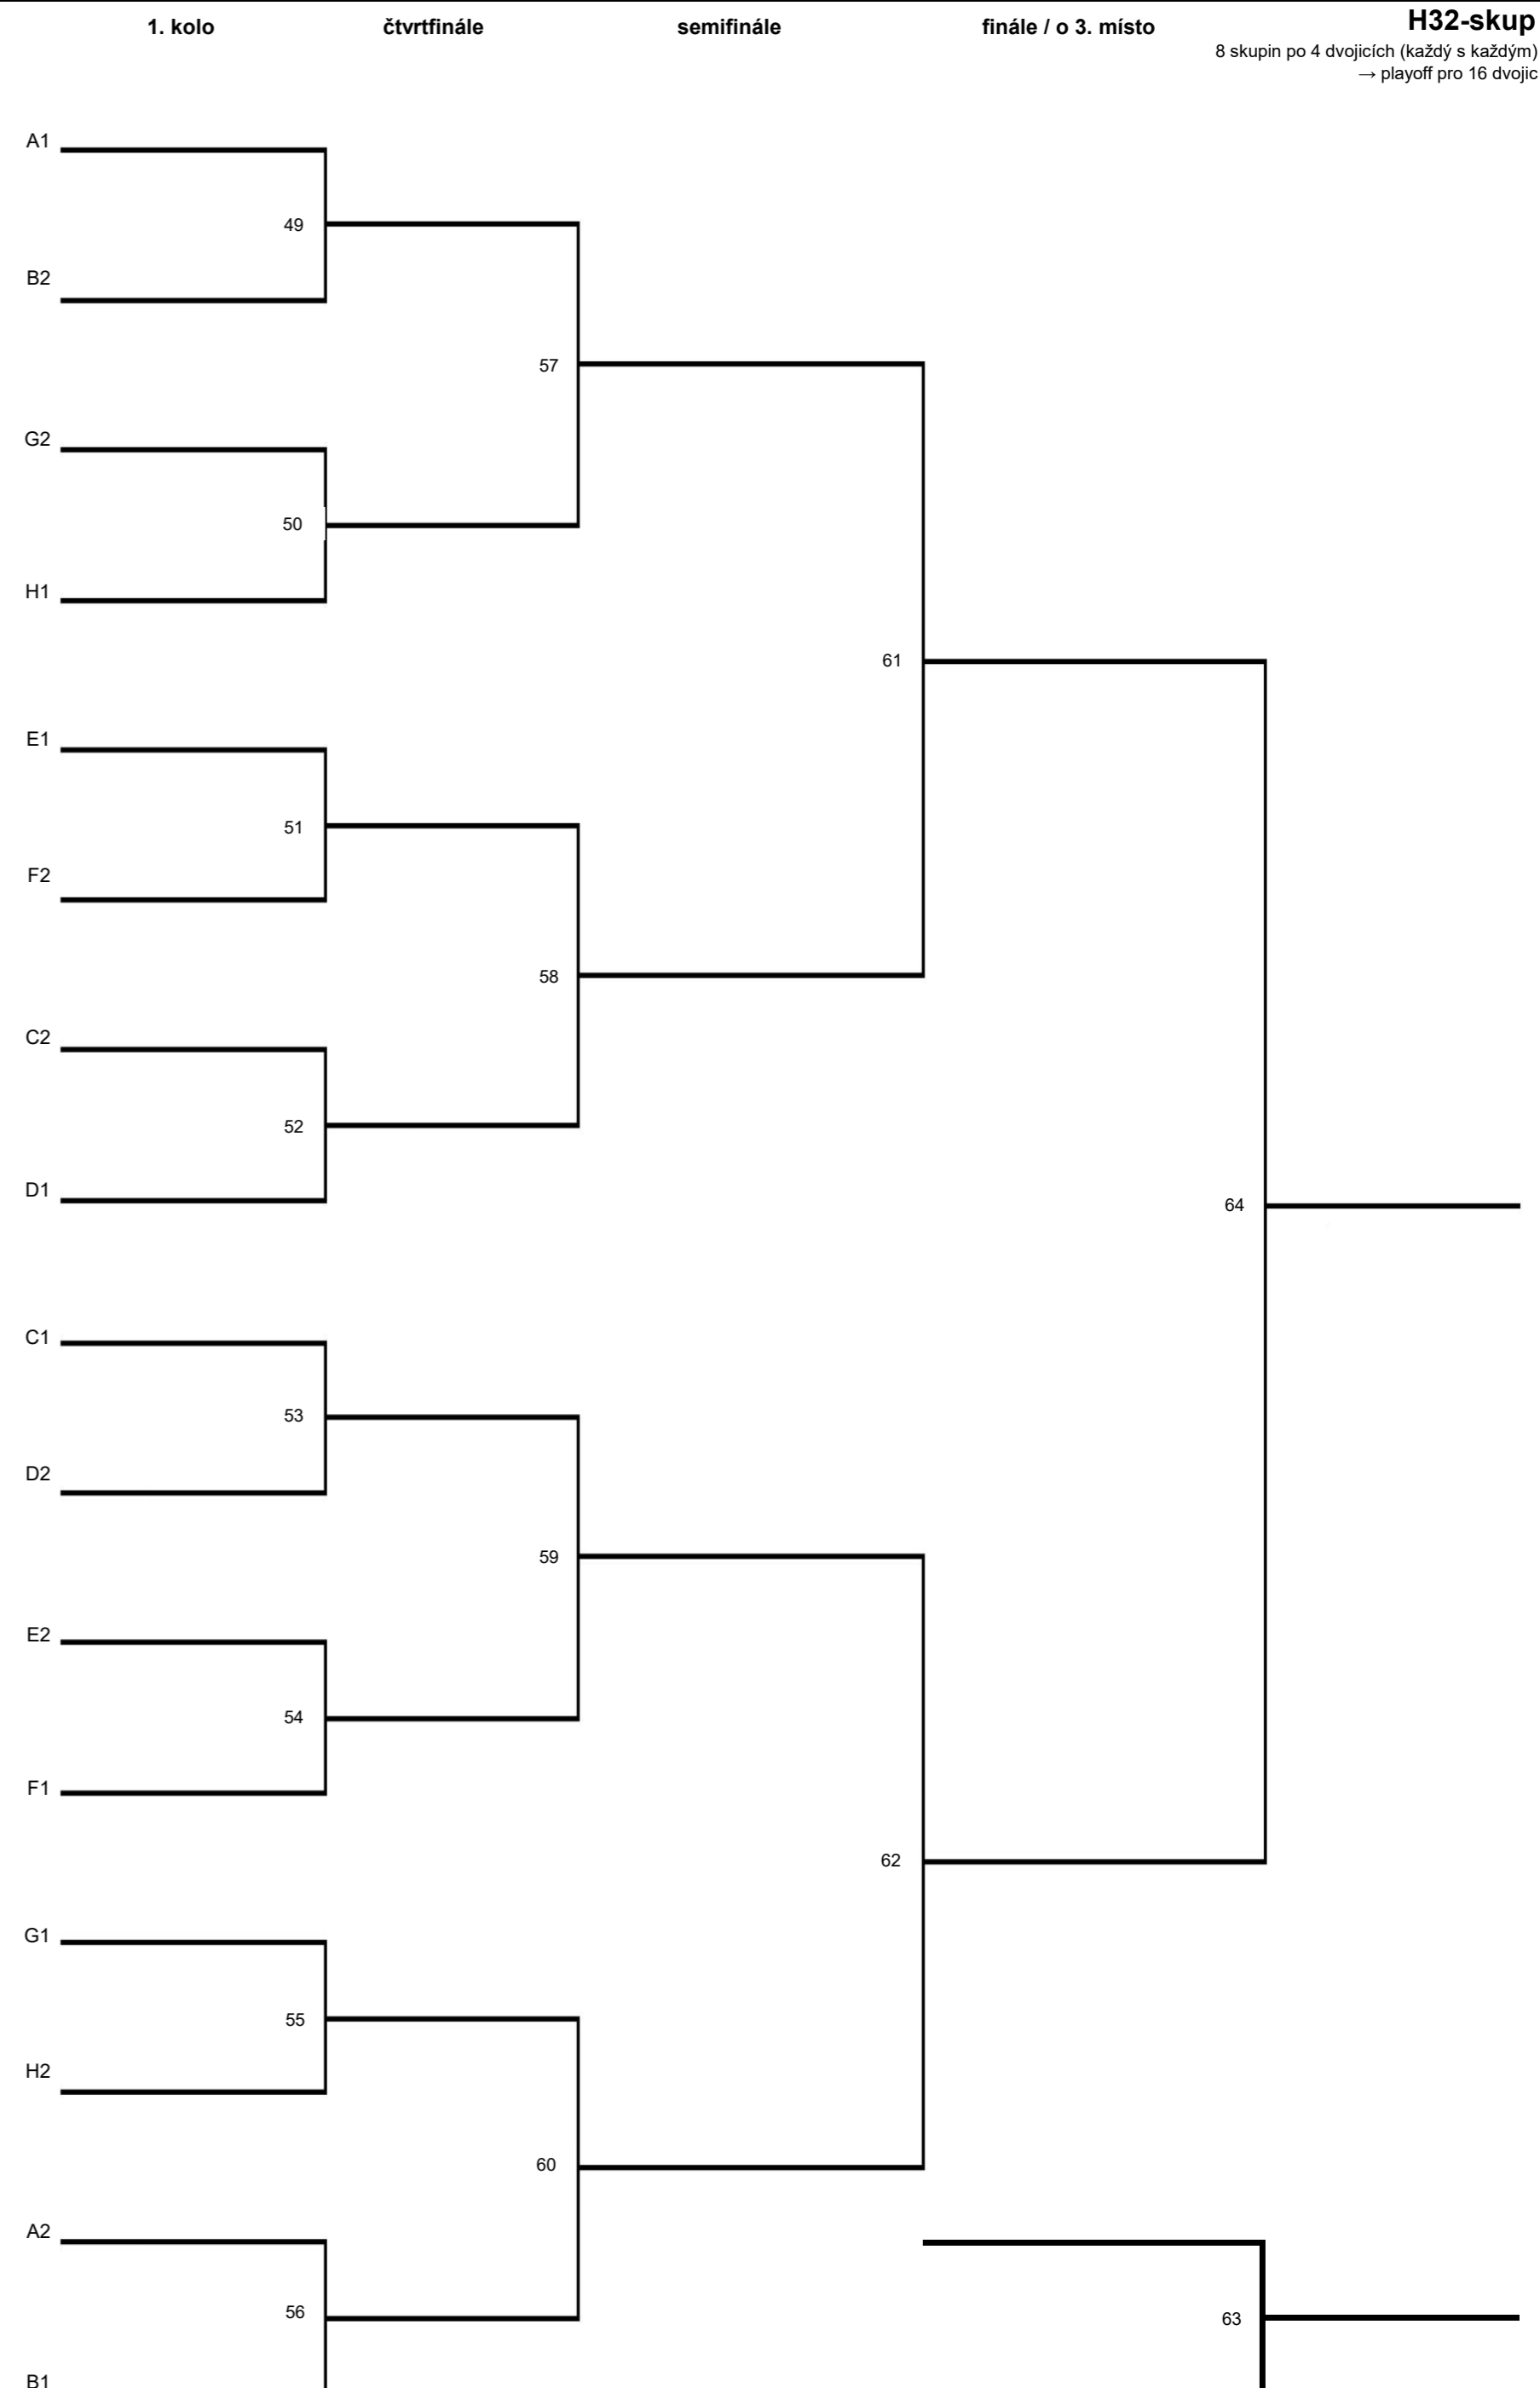 1. kolo čtvrtfinále semifinále finále / o 3. místo H32-skup
8 skupin po 4 dvojicích (každý s každým)
→ playoff pro 16 dvojic
A1
49
B2
57
G2
50
H1
61
E1
51
F2
58
C2
52
D1
64
C1
53
D2
59
E2
54
F1
62
G1
55
H2
60
A2
56
63
B1